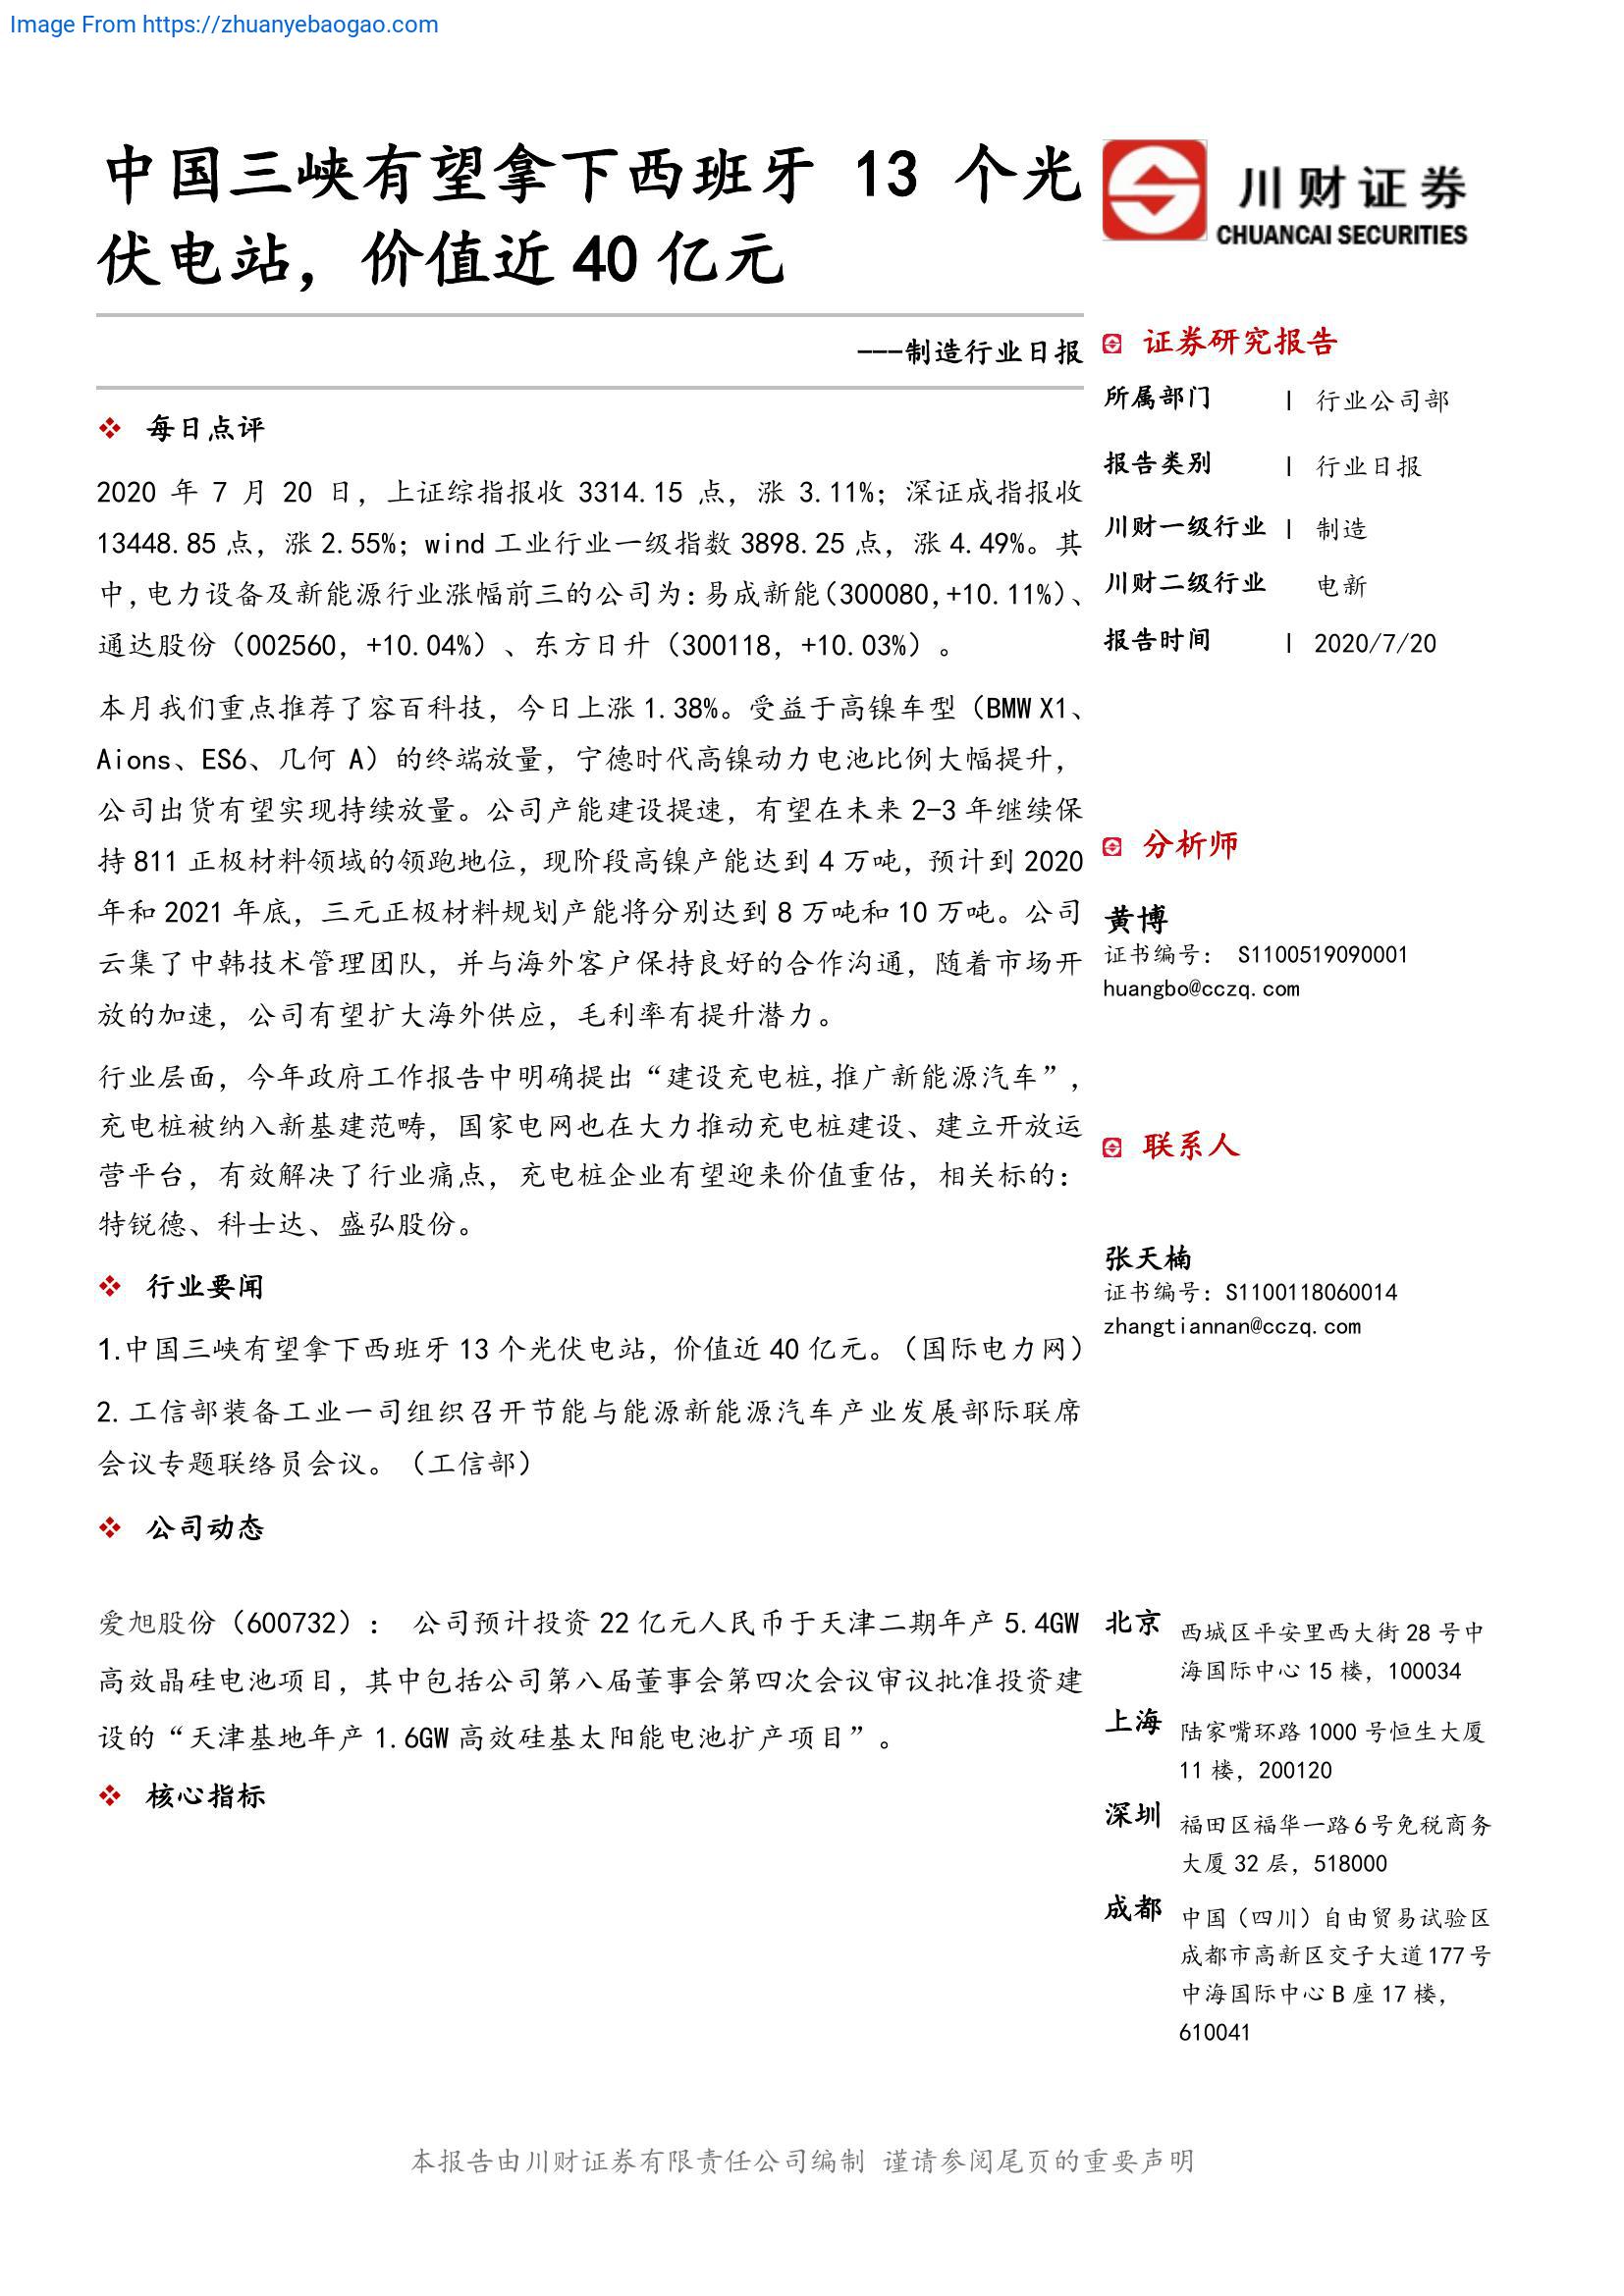 Image From https://zhuanyebaogao.com
中国三峡有望拿下西班牙 13 个光
伏电站，价值近 40 亿元
---制造行业日报
❖ 每日点评
2020 年 7 月 20 日，上证综指报收 3314.15 点，涨 3.11%；深证成指报收
13448.85 点，涨 2.55%；wind 工业行业一级指数 3898.25 点，涨 4.49%。其
中，电力设备及新能源行业涨幅前三的公司为：易成新能（300080,+10.11%）、
通达股份（002560，+10.04%）、东方日升（300118，+10.03%）。
本月我们重点推荐了容百科技，今日上涨 1.38%。受益于高镍车型（BMW X1、
Aions、ES6、几何 A）的终端放量，宁德时代高镍动力电池比例大幅提升，
公司出货有望实现持续放量。公司产能建设提速，有望在未来 2-3 年继续保
持 811 正极材料领域的领跑地位，现阶段高镍产能达到 4 万吨，预计到 2020
年和 2021 年底，三元正极材料规划产能将分别达到 8 万吨和 10 万吨。公司
云集了中韩技术管理团队，并与海外客户保持良好的合作沟通，随着市场开
放的加速，公司有望扩大海外供应，毛利率有提升潜力。
行业层面，今年政府工作报告中明确提出“建设充电桩,推广新能源汽车”，
充电桩被纳入新基建范畴，国家电网也在大力推动充电桩建设、建立开放运
营平台，有效解决了行业痛点，充电桩企业有望迎来价值重估，相关标的：
特锐德、科士达、盛弘股份。
❖ 行业要闻
1.中国三峡有望拿下西班牙 13 个光伏电站，价值近 40 亿元。（国际电力网）
2.工信部装备工业一司组织召开节能与能源新能源汽车产业发展部际联席
会议专题联络员会议。（工信部）
❖ 公司动态
爱旭股份（600732）： 公司预计投资 22 亿元人民币于天津二期年产 5.4GW
高效晶硅电池项目，其中包括公司第八届董事会第四次会议审议批准投资建
设的“天津基地年产 1.6GW 高效硅基太阳能电池扩产项目”。
❖ 核心指标
川财证券
CHUANCAI SECURITIES
证券研究报告
所属部门 | 行业公司部
报告类别 | 行业日报
川财一级行业 | 制造
川财二级行业 电新
报告时间 | 2020/7/20
分析师
黄博
证书编号： S1100519090001
huangbo@cczq.com
联系人
张天楠
证书编号：S1100118060014
zhangtiannan@cczq.com
北京 西城区平安里西大街 28 号中
海国际中心 15 楼，100034
上海 陆家嘴环路 1000 号恒生大厦
11 楼，200120
深圳 福田区福华一路 6 号免税商务
大厦 32 层，518000
成都 中国（四川）自由贸易试验区
成都市高新区交子大道 177 号
中海国际中心 B 座 17 楼，
610041
本报告由川财证券有限责任公司编制 谨请参阅尾页的重要声明